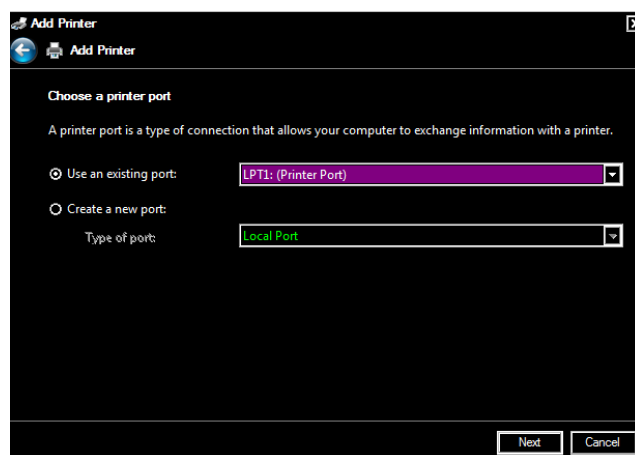 Add Printer
Add Printer
Choose a printer port
A printer port is a type of connection that allows your computer to exchange information with a printer.
Use an existing port: LPT1: (Printer Port)
Create a new port:
Type of port: Local Port
Next Cancel